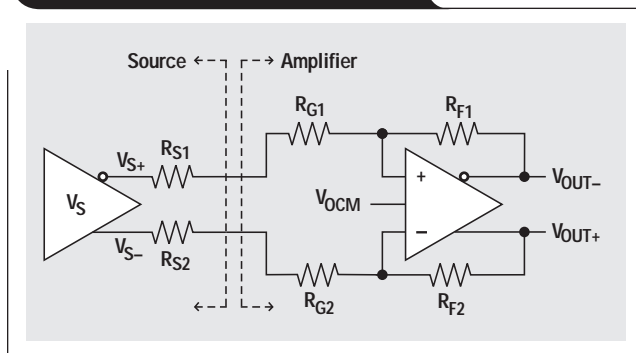 Source Amplifier
RG1 RF1
VS+ RS1
VS
VOCM
+
−
VOUT−
VS− RS2
VOUT+
RG2 RF2